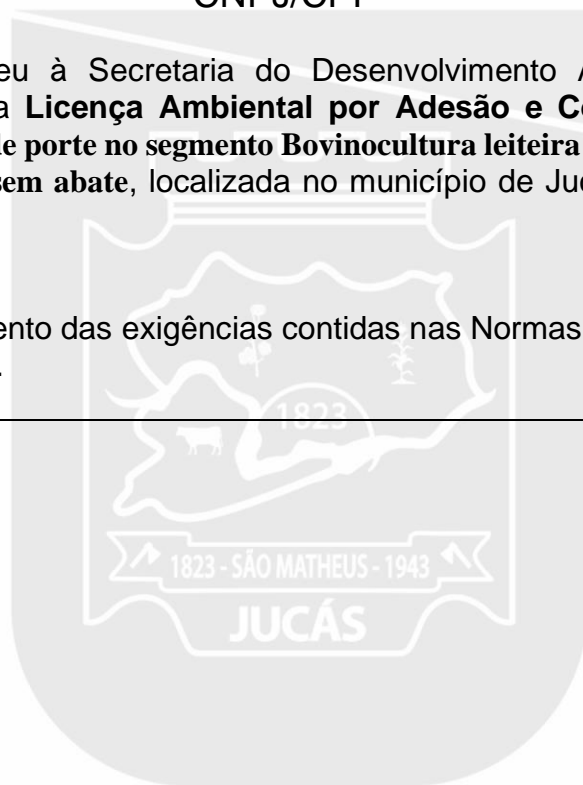 CNPJ/CPF
eu à Secretaria do Desenvolvimento A
a Licença Ambiental por Adesão e Co
de porte no segmento Bovinocultura leiteira
sem abate, localizada no município de Juc
ento das exigências contidas nas Normas
.
1823
1823 - SÃO MATHEUS - 1943
JUCÁS